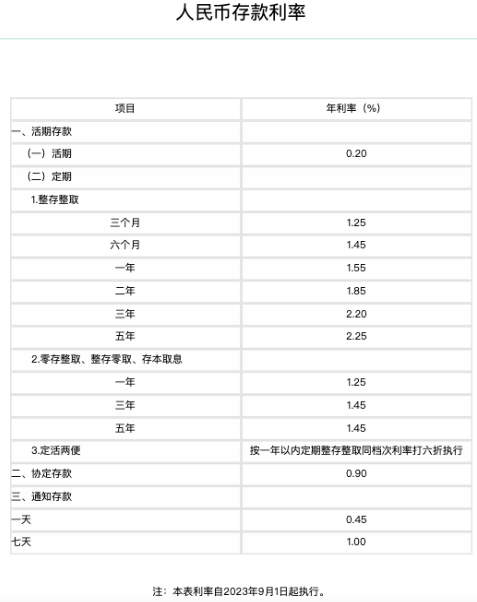 人民币存款利率
项目 年利率（%）
一、活期存款
（一）活期 0.20
（二）定期
1.整存整取
三个月 1.25
六个月 1.45
一年 1.55
二年 1.85
三年 2.20
五年 2.25
2.零存整取、整存零取、存本取息
一年 1.25
三年 1.45
五年 1.45
3.定活两便 按一年以内定期整存整取同档次利率打六折执行
二、协定存款 0.90
三、通知存款
一天 0.45
七天 1.00
注：本表利率自2023年9月1日起执行。